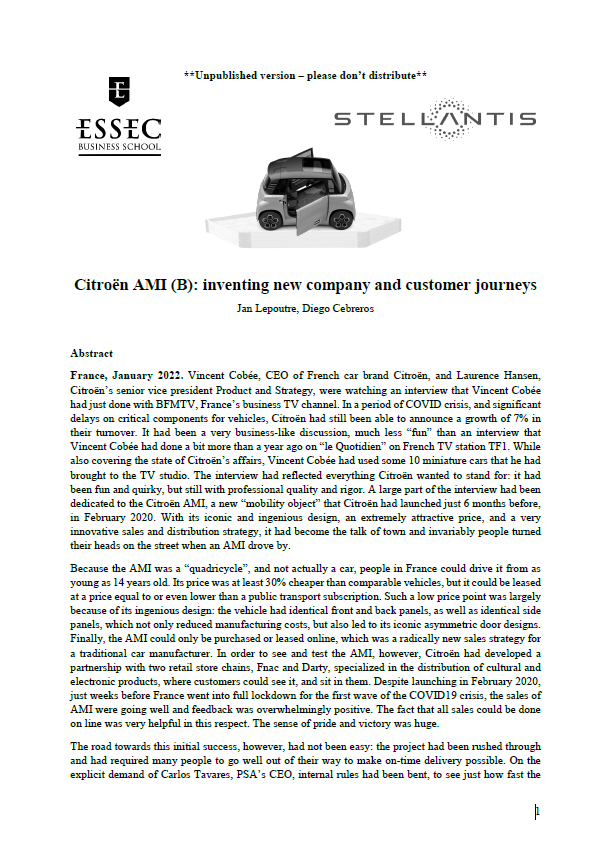 **Unpublished version – please don't distribute**
ESSEC
BUSINESS SCHOOL
STELLANTIS
Citroën AMI (B): inventing new company and customer journeys
Jan Lepoutre, Diego Cebreros
Abstract
France, January 2022. Vincent Cobée, CEO of French car brand Citroën, and Laurence Hansen,
Citroën's senior vice president Product and Strategy, were watching an interview that Vincent Cobée
had just done with BFMTV, France's business TV channel. In a period of COVID crisis, and significant
delays on critical components for vehicles, Citroën had still been able to announce a growth of 7% in
their turnover. It had been a very business-like discussion, much less "fun" than an interview that
Vincent Cobée had done a bit more than a year ago on "le Quotidien" on French TV station TF1. While
also covering the state of Citroën's affairs, Vincent Cobée had used some 10 miniature cars that he had
brought to the TV studio. The interview had reflected everything Citroën wanted to stand for: it had
been fun and quirky, but still with professional quality and rigor. A large part of the interview had been
dedicated to the Citroën AMI, a new "mobility object" that Citroën had launched just 6 months before,
in February 2020. With its iconic and ingenious design, an extremely attractive price, and a very
innovative sales and distribution strategy, it had become the talk of town and invariably people turned
their heads on the street when an AMI drove by.
Because the AMI was a "quadricycle", and not actually a car, people in France could drive it from as
young as 14 years old. Its price was at least 30% cheaper than comparable vehicles, but it could be leased
at a price equal to or even lower than a public transport subscription. Such a low price point was largely
because of its ingenious design: the vehicle had identical front and back panels, as well as identical side
panels, which not only reduced manufacturing costs, but also led to its iconic asymmetric door designs.
Finally, the AMI could only be purchased or leased online, which was a radically new sales strategy for
a traditional car manufacturer. In order to see and test the AMI, however, Citroën had developed a
partnership with two retail store chains, Fnac and Darty, specialized in the distribution of cultural and
electronic products, where customers could see it, and sit in them. Despite launching in February 2020,
just weeks before France went into full lockdown for the first wave of the COVID19 crisis, the sales of
AMI were going well and feedback was overwhelmingly positive. The fact that all sales could be done
on line was very helpful in this respect. The sense of pride and victory was huge.
The road towards this initial success, however, had not been easy: the project had been rushed through
and had required many people to go well out of their way to make on-time delivery possible. On the
explicit demand of Carlos Tavares, PSA's CEO, internal rules had been bent, to see just how fast the
1